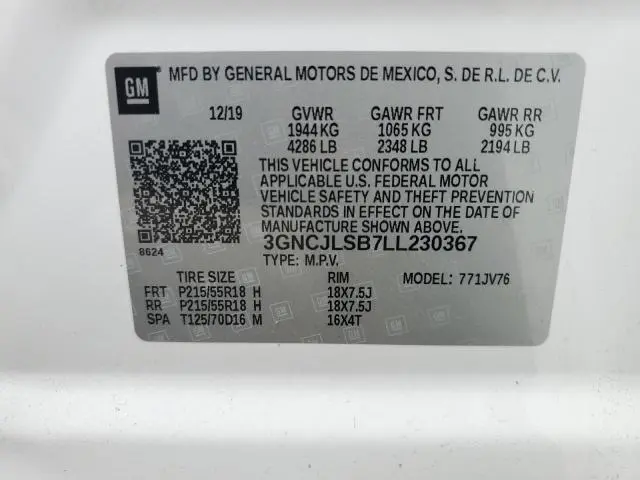 GM
MFD BY GENERAL MOTORS DE MEXICO, S. DE R.L. DE C.V.
12/19 GVWR GAWR FRT GAWR RR
1944 KG 1065 KG 995 KG
4286 LB 2348 LB 2194 LB
THIS VEHICLE CONFORMS TO ALL
APPLICABLE U.S. FEDERAL MOTOR
VEHICLE SAFETY AND THEFT PREVENTION
STANDARDS IN EFFECT ON THE DATE OF
MANUFACTURE SHOWN ABOVE.
3GNCJLSB7LL230367
8624 TYPE: M.P.V.
TIRE SIZE RIM MODEL: 771JV76
FRT P215/55R18 H 18X7.5J
RR P215/55R18 H 18X7.5J
SPA T125/70D16 M 16X4T